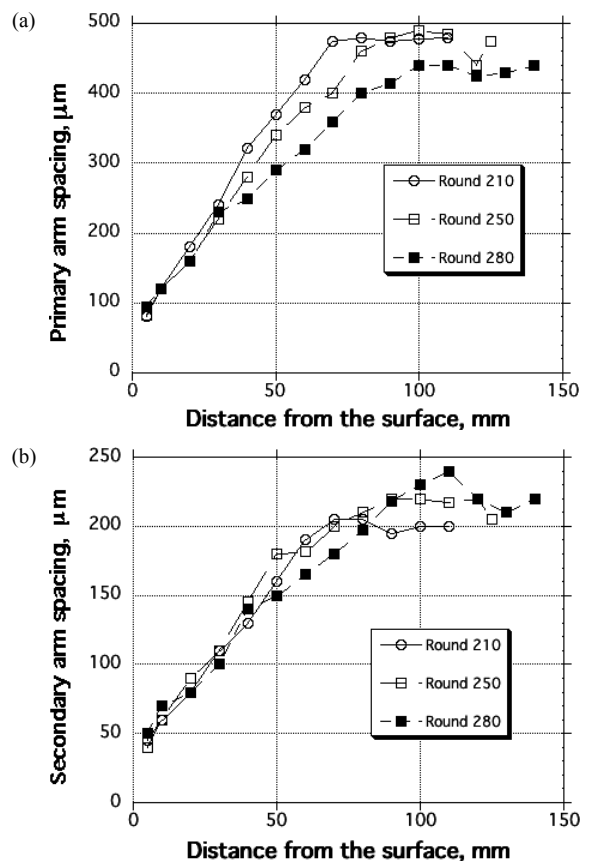 (a)
500
400
300
200
100
0
Primary arm spacing, μm
Round 210
Round 250
Round 280
0 50 100 150
Distance from the surface, mm
(b)
250
200
150
100
50
0
Secondary arm spacing, μm
Round 210
Round 250
Round 280
0 50 100 150
Distance from the surface, mm